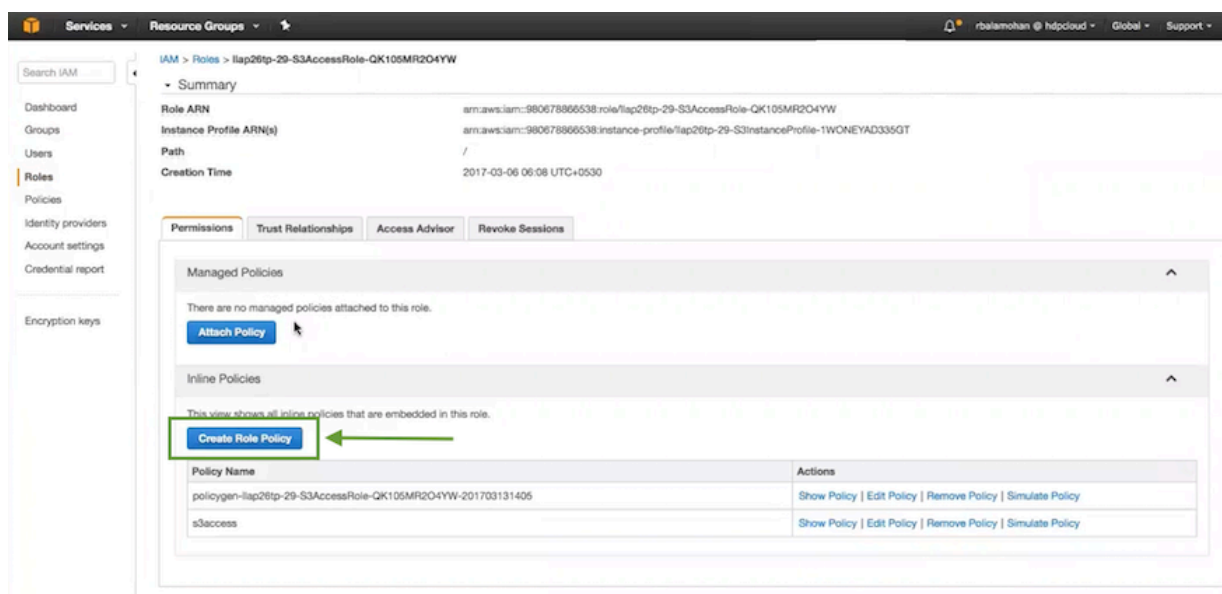 Services Resource Groups rbalamohan @ hdpcloud Global Support
Search IAM
Dashboard
Groups
Users
Roles
Policies
Identity providers
Account settings
Credential report
Encryption keys
IAM > Roles > llap26tp-29-S3AccessRole-QK105MR2O4YW
Summary
Role ARN arn:aws:iam::980678866538:role/llap26tp-29-S3AccessRole-QK105MR2O4YW
Instance Profile ARN(s) arn:aws:iam::980678866538:instance-profile/llap26tp-29-S3InstanceProfile-1WONEYAD335GT
Path /
Creation Time 2017-03-06 06:08 UTC+0530
Permissions Trust Relationships Access Advisor Revoke Sessions
Managed Policies
There are no managed policies attached to this role.
Attach Policy
Inline Policies
This view shows all inline policies that are embedded in this role.
Create Role Policy
Policy Name Actions
policygen-llap26tp-29-S3AccessRole-QK105MR2O4YW-201703131405 Show Policy | Edit Policy | Remove Policy | Simulate Policy
s3access Show Policy | Edit Policy | Remove Policy | Simulate Policy